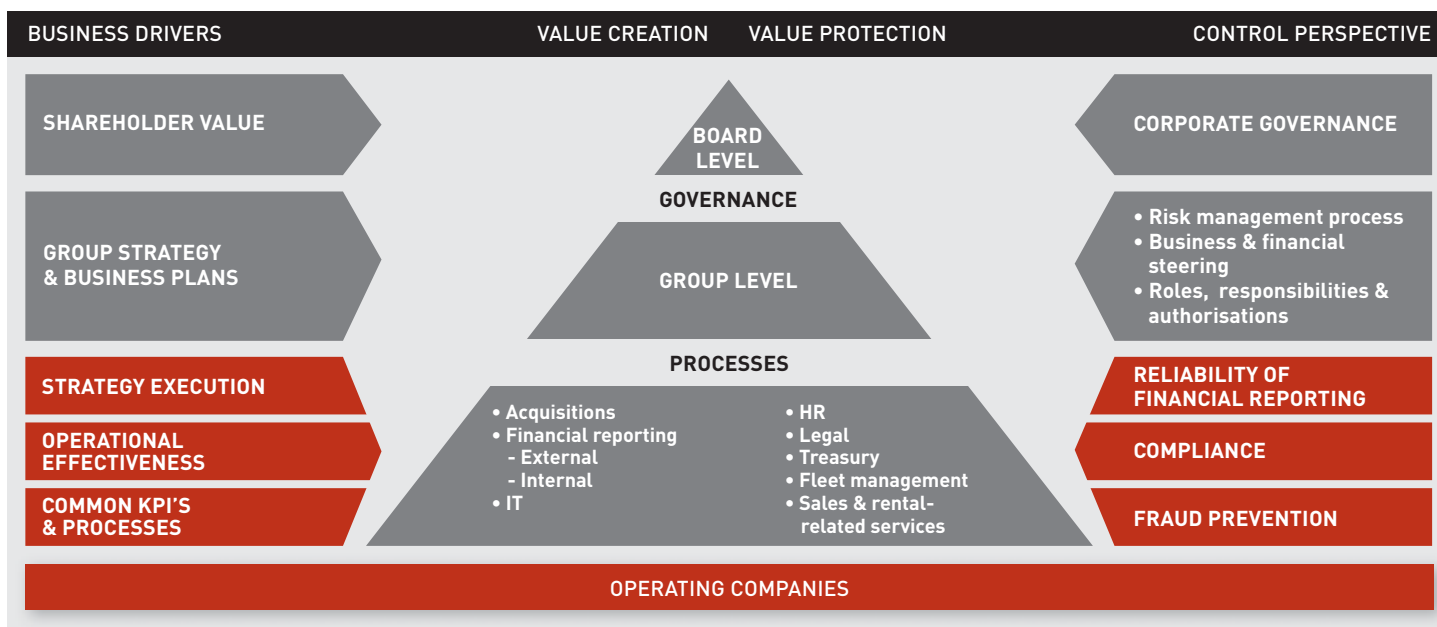 BUSINESS DRIVERS
VALUE CREATION
VALUE PROTECTION
CONTROL PERSPECTIVE
SHAREHOLDER VALUE
BOARD
LEVEL
CORPORATE GOVERNANCE
GOVERNANCE
GROUP STRATEGY
& BUSINESS PLANS
GROUP LEVEL
• Risk management process
• Business & financial
steering
• Roles, responsibilities &
authorisations
PROCESSES
STRATEGY EXECUTION
OPERATIONAL
EFFECTIVENESS
COMMON KPI'S
& PROCESSES
• Acquisitions
• Financial reporting
- External
- Internal
• IT
• HR
• Legal
• Treasury
• Fleet management
• Sales & rental-
related services
RELIABILITY OF
FINANCIAL REPORTING
COMPLIANCE
FRAUD PREVENTION
OPERATING COMPANIES